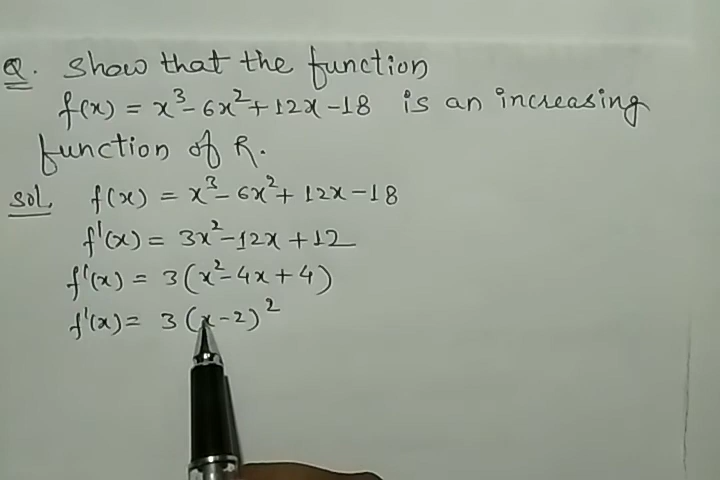 Q. Show that the function
f(x) = x³-6x²+12x-18 is an increasing
function of R.
Sol. f(x) = x³-6x²+12x-18
f'(x) = 3x²-12x+12
f'(x) = 3(x²-4x+4)
f'(x) = 3(x-2)²